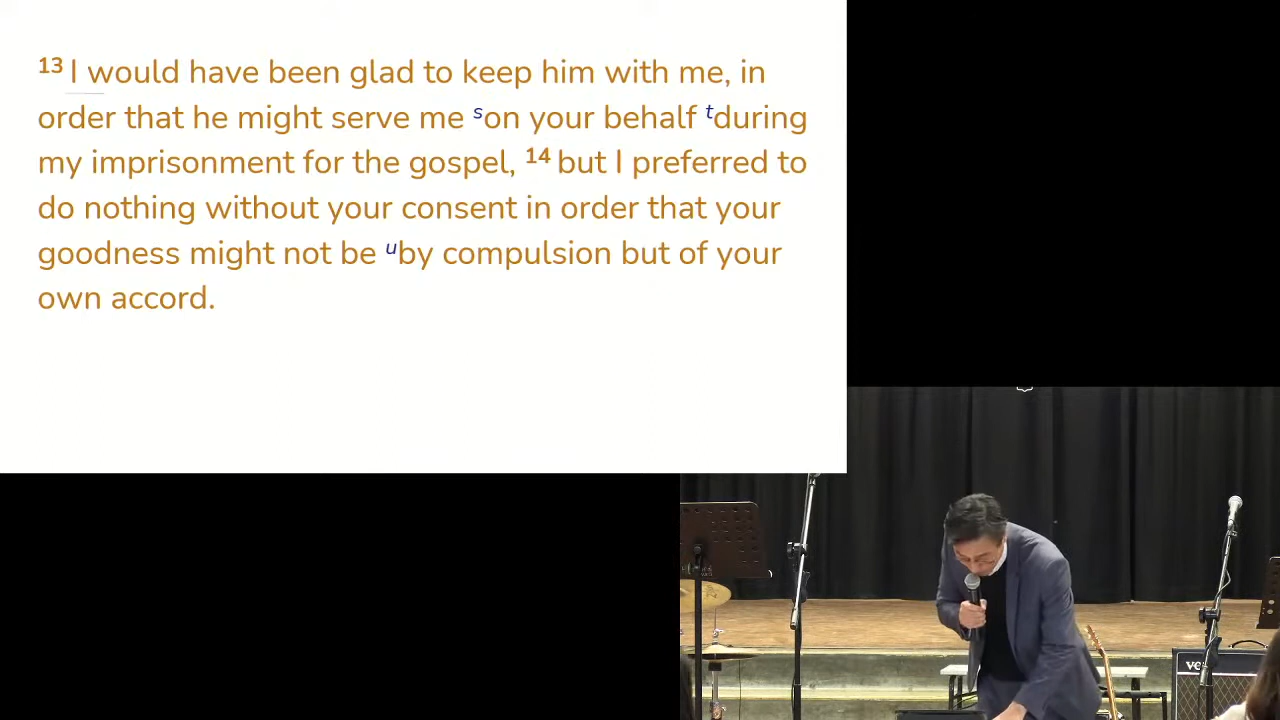 13 I would have been glad to keep him with me, in
order that he might serve me s on your behalf t during
my imprisonment for the gospel, 14 but I preferred to
do nothing without your consent in order that your
goodness might not be u by compulsion but of your
own accord.